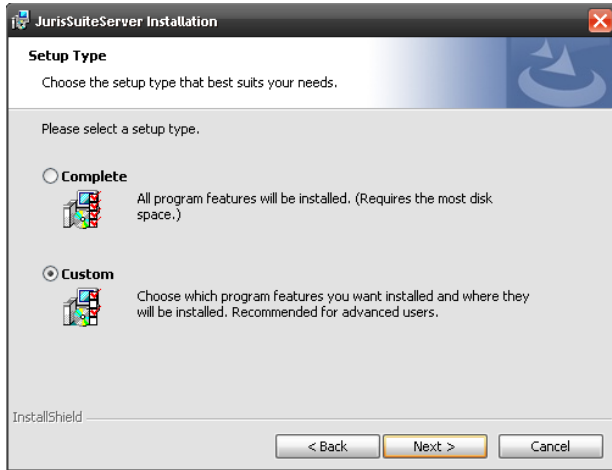 JurisSuiteServer Installation
Setup Type
Choose the setup type that best suits your needs.
Please select a setup type.
Complete
All program features will be installed. (Requires the most disk
space.)
Custom
Choose which program features you want installed and where they
will be installed. Recommended for advanced users.
InstallShield
< Back
Next >
Cancel